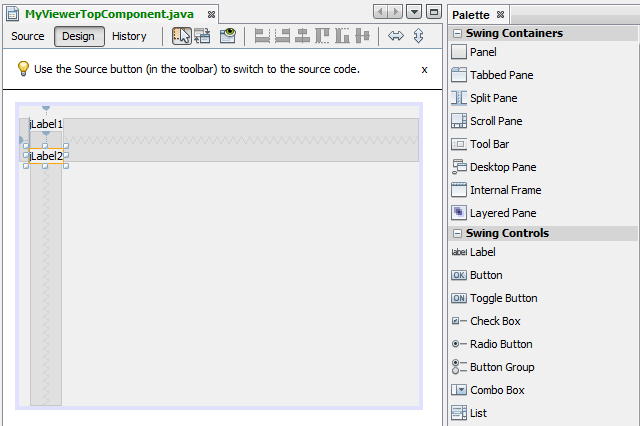 MyViewerTopComponent.java
Source Design History
Use the Source button (in the toolbar) to switch to the source code. x
jLabel1
jLabel2
Palette
Swing Containers
Panel
Tabbed Pane
Split Pane
Scroll Pane
Tool Bar
Desktop Pane
Internal Frame
Layered Pane
Swing Controls
label Label
OK Button
ON Toggle Button
Check Box
Radio Button
Button Group
Combo Box
List